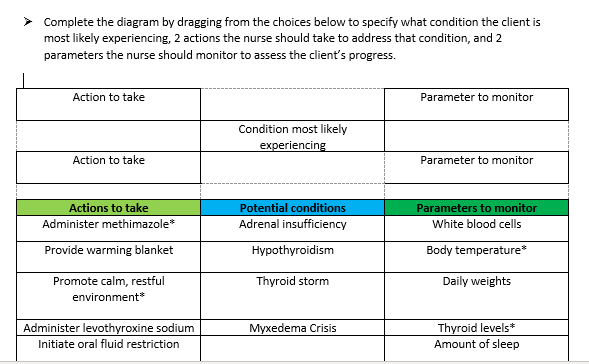 ➤ Complete the diagram by dragging from the choices below to specify what condition the client is
most likely experiencing, 2 actions the nurse should take to address that condition, and 2
parameters the nurse should monitor to assess the client's progress.
Action to take Parameter to monitor
Condition most likely
experiencing
Action to take Parameter to monitor
Actions to take Potential conditions Parameters to monitor
Administer methimazole* Adrenal insufficiency White blood cells
Provide warming blanket Hypothyroidism Body temperature*
Promote calm, restful Thyroid storm Daily weights
environment*
Administer levothyroxine sodium Myxedema Crisis Thyroid levels*
Initiate oral fluid restriction Amount of sleep